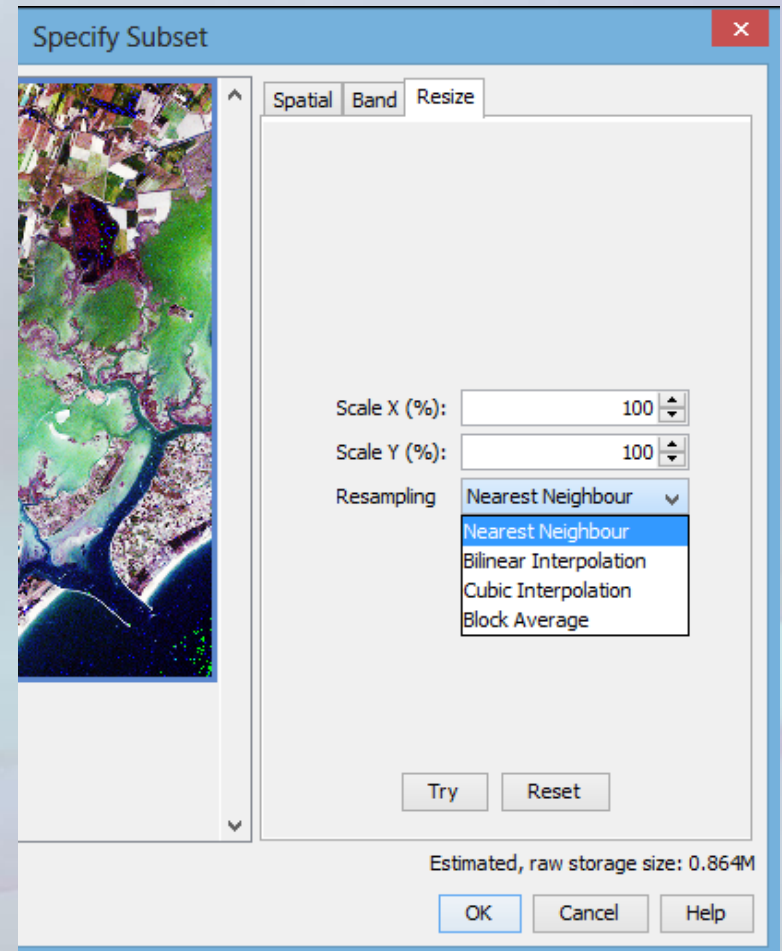 Specify Subset
Spatial Band Resize
Scale X (%): 100
Scale Y (%): 100
Resampling Nearest Neighbour
Nearest Neighbour
Bilinear Interpolation
Cubic Interpolation
Block Average
Try Reset
Estimated, raw storage size: 0.864M
OK Cancel Help